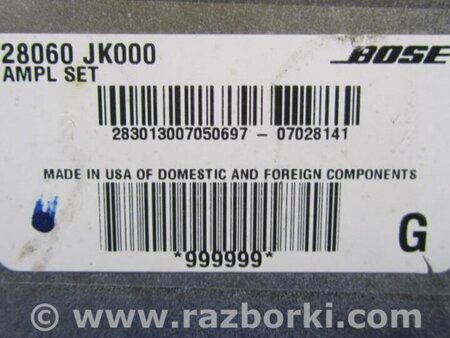 28060 JK000
BOSE
AMPL SET
283013007050697 - 07028141
MADE IN USA OF DOMESTIC AND FOREIGN COMPONENTS
G
*999999*
www.razborki.com